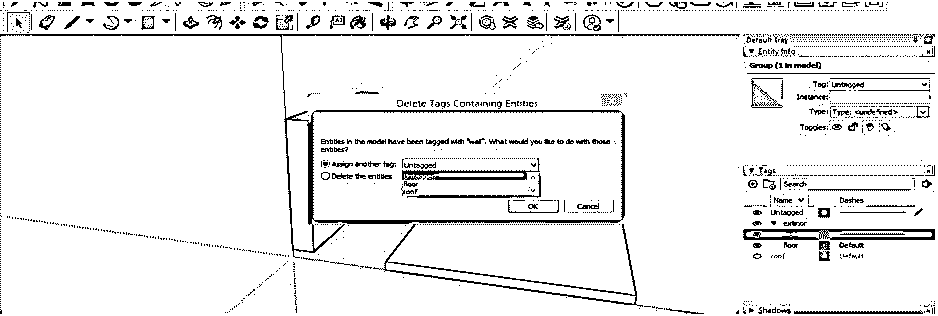 Default Tray
Entity Info
Group (1 in model)
Tag: Untagged
Instance:
Type: Type: <undefined>
Toggles:
Delete Tags Containing Entities
Entities in the model have been tagged with "wall". What would you like to do with those
entities?
Assign another tag: Untagged
Delete the entities
floor
roof
OK Cancel
Tags
Search
Name Dashes
Untagged
exterior
floor Default
roof Default
Shadows